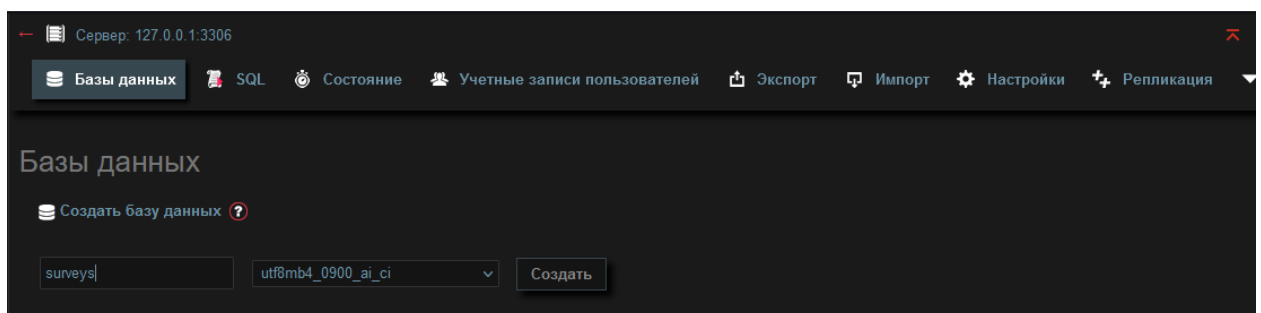 Сервер: 127.0.0.1:3306
Базы данных SQL Состояние Учетные записи пользователей Экспорт Импорт Настройки Репликация
Базы данных
Создать базу данных ?
surveys utf8mb4_0900_ai_ci Создать